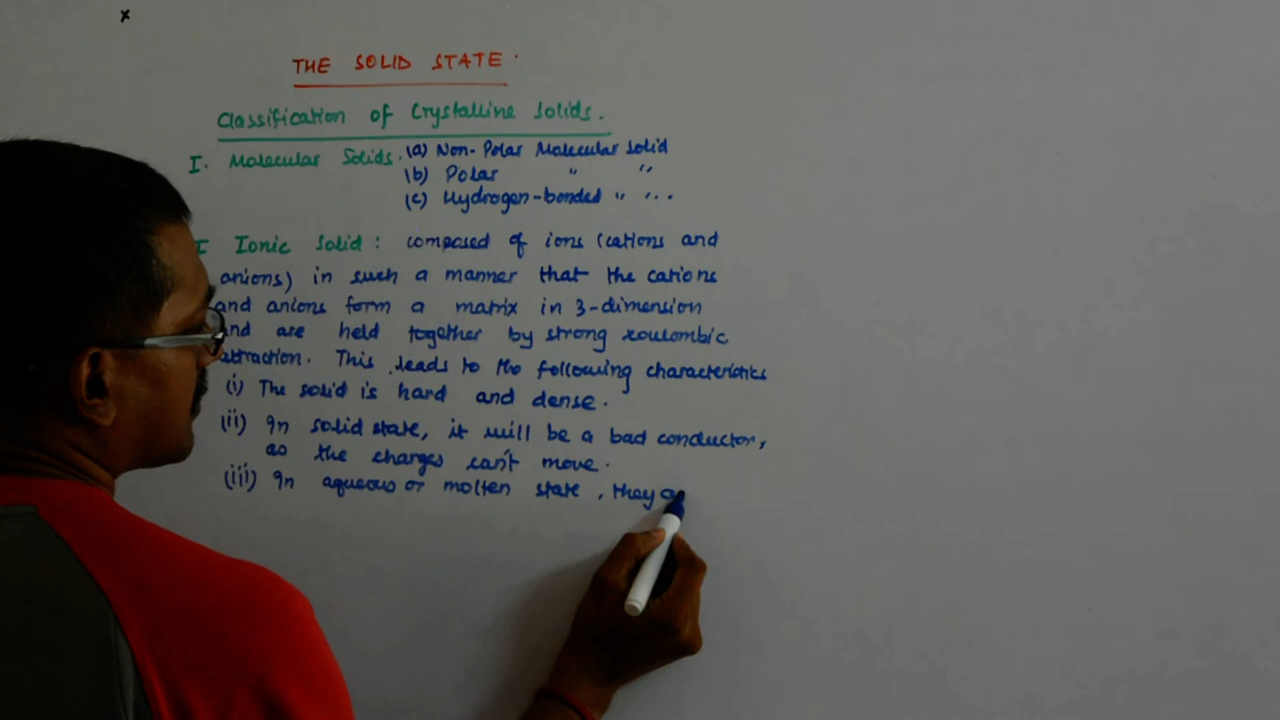 THE SOLID STATE.
Classification of Crystalline Solids.
I. Molecular Solids. (a) Non-Polar Molecular Solid
(b) Polar " "
(c) Hydrogen-bonded " " ...
I Ionic Solid : composed of ions (cations and
anions) in such a manner that the cations
and anions form a matrix in 3-dimension
and are held together by strong coulombic
attraction. This leads to the following characteristics
(i) The solid is hard and dense.
(ii) In solid state, it will be a bad conductor,
as the charges can't move.
(iii) In aqueous or molten state, they a